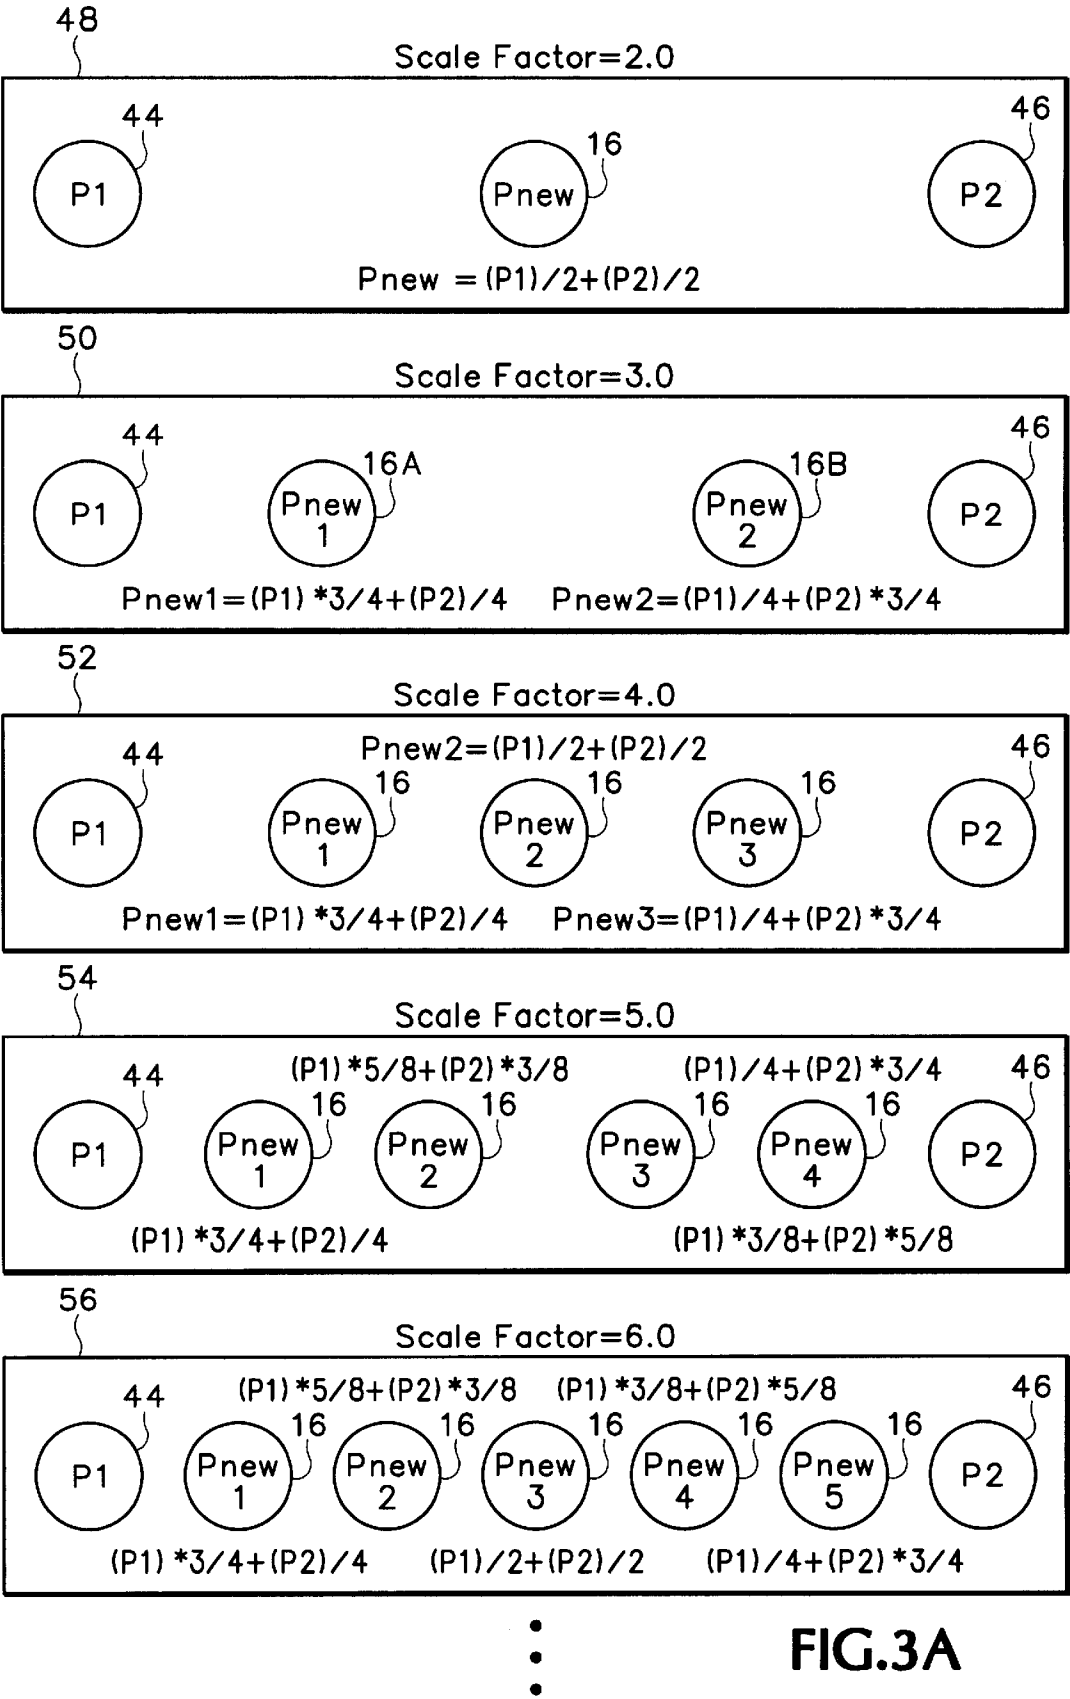 48
Scale Factor=2.0
44
46
16
P1
Pnew
P2
Pnew =(P1)/2+(P2)/2
50
Scale Factor=3.0
44
46
16A
16B
P1
Pnew
1
Pnew
2
P2
Pnew1=(P1) *3/4+(P2)/4
Pnew2=(P1)/4+(P2) *3/4
52
Scale Factor=4.0
Pnew2=(P1)/2+(P2)/2
44
46
16
16
16
P1
Pnew
1
Pnew
2
Pnew
3
P2
Pnew1=(P1) *3/4+(P2)/4
Pnew3=(P1)/4+(P2) *3/4
54
Scale Factor=5.0
(P1) *5/8+(P2) *3/8
(P1)/4+(P2) *3/4
44
46
16
16
16
16
P1
Pnew
1
Pnew
2
Pnew
3
Pnew
4
P2
(P1) *3/4+(P2)/4
(P1) *3/8+(P2) *5/8
56
Scale Factor=6.0
(P1) *5/8+(P2) *3/8
(P1) *3/8+(P2) *5/8
44
46
16
16
16
16
16
P1
Pnew
1
Pnew
2
Pnew
3
Pnew
4
Pnew
5
P2
(P1) *3/4+(P2)/4
(P1)/2+(P2)/2
(P1)/4+(P2) *3/4
FIG.3A